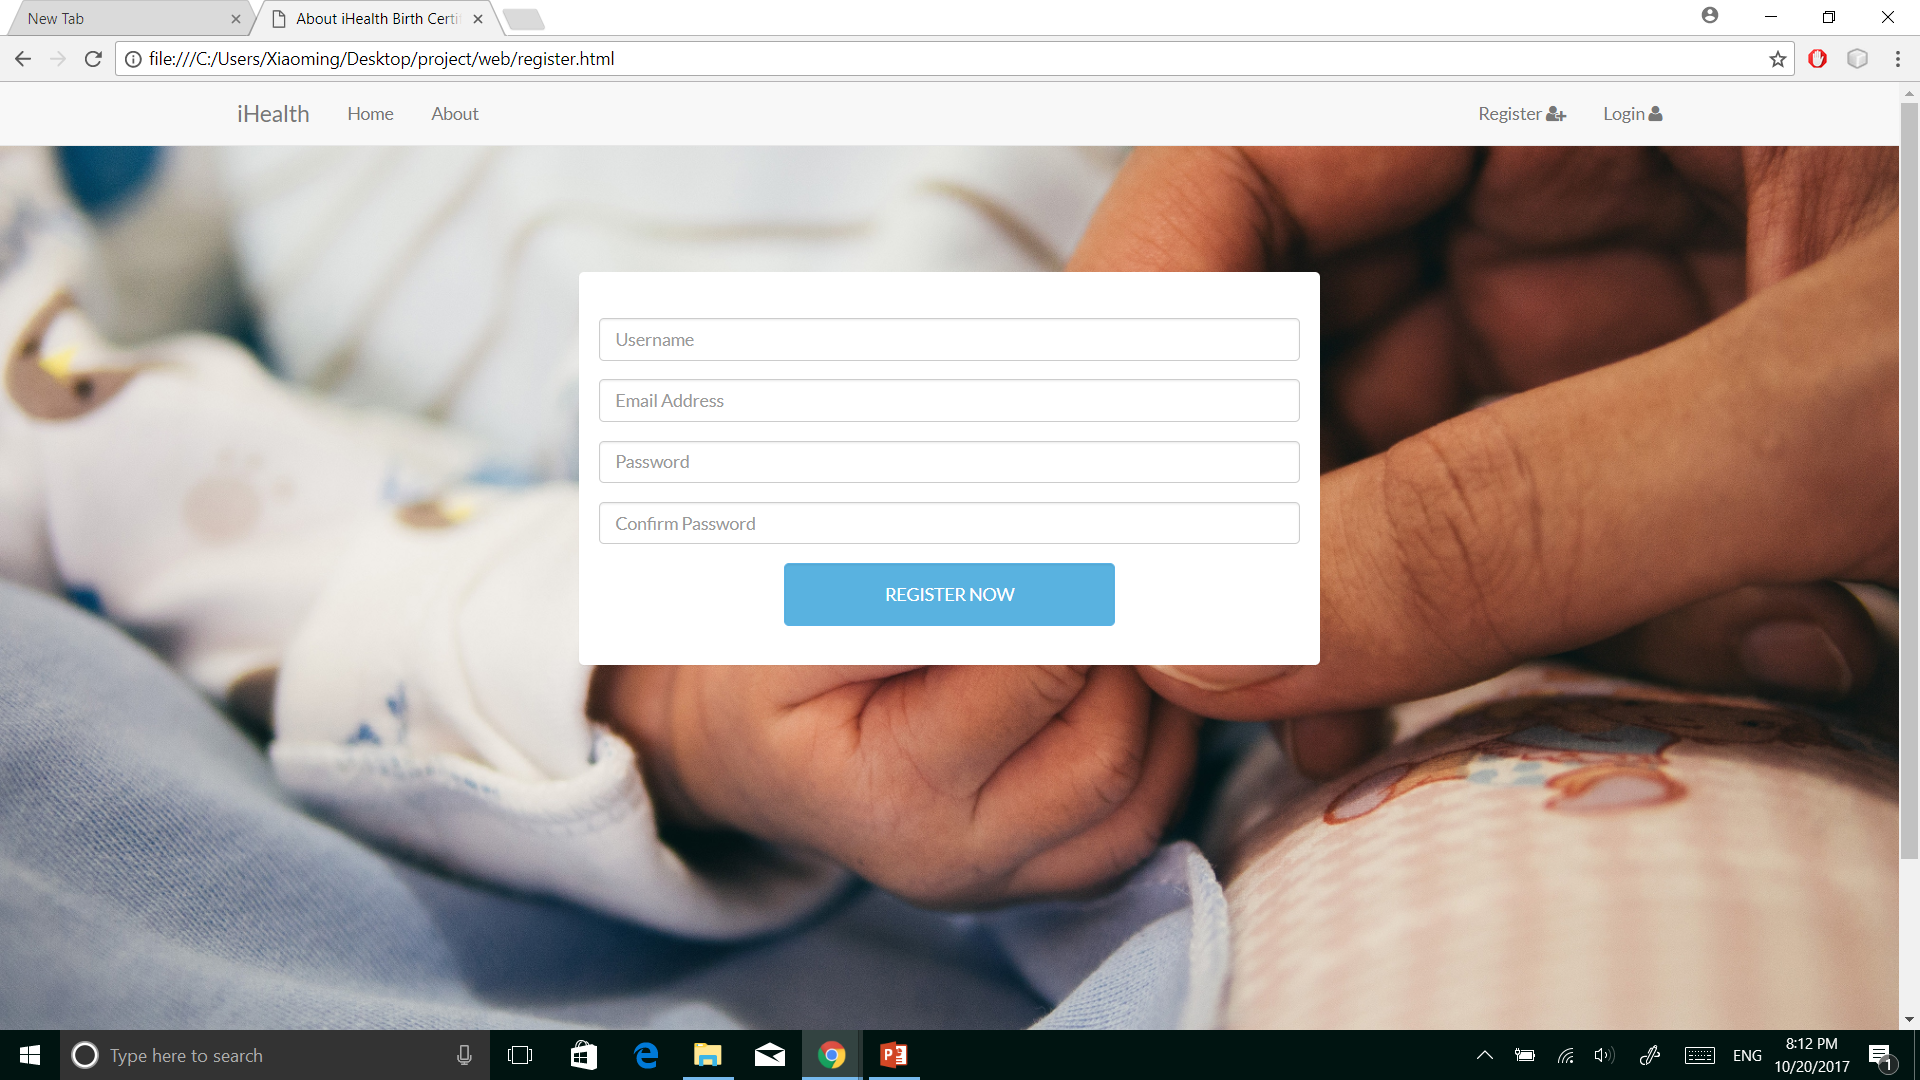 New Tab
About iHealth Birth Certi
file:///C:/Users/Xiaoming/Desktop/project/web/register.html
iHealth Home About Register Login
Username
Email Address
Password
Confirm Password
REGISTER NOW
Type here to search
ENG
8:12 PM
10/20/2017
1